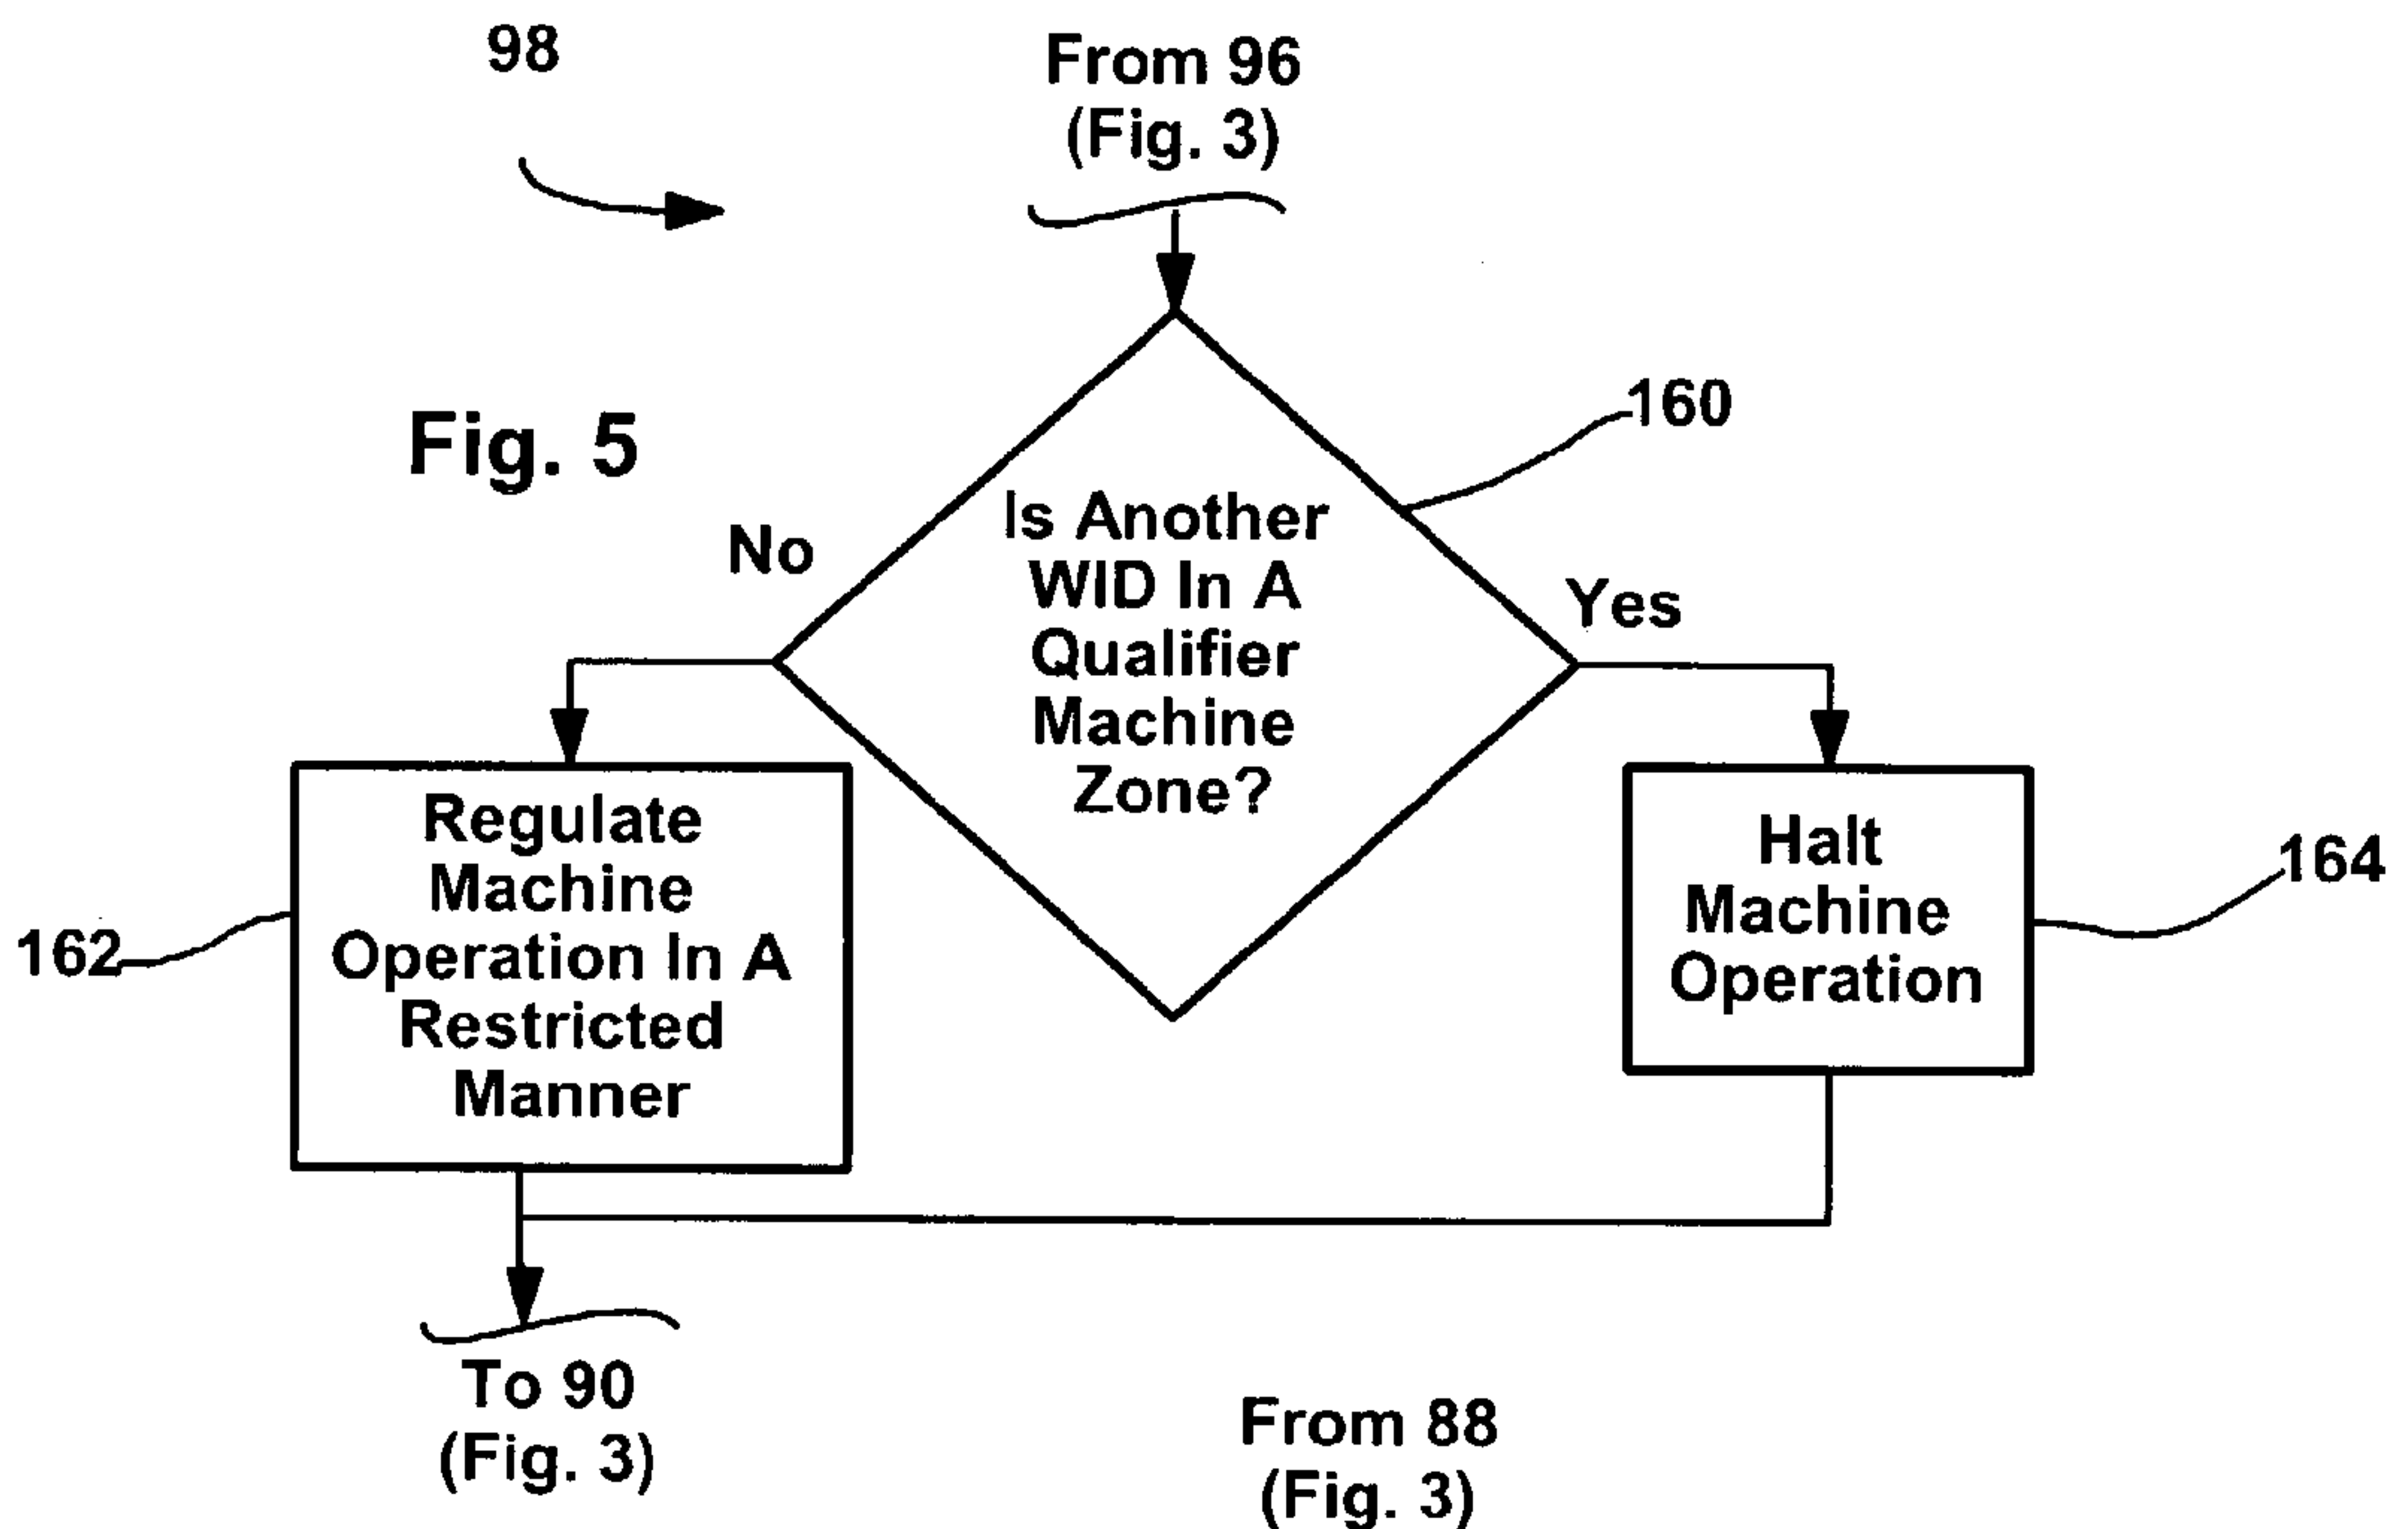 98
From 96
(Fig. 3)
Fig. 5
160
No
Is Another
WID In A
Qualifier
Machine
Zone?
Yes
Regulate
Machine
Operation In A
Restricted
Manner
162
Halt
Machine
Operation
164
To 90
(Fig. 3)
From 88
(Fig. 3)